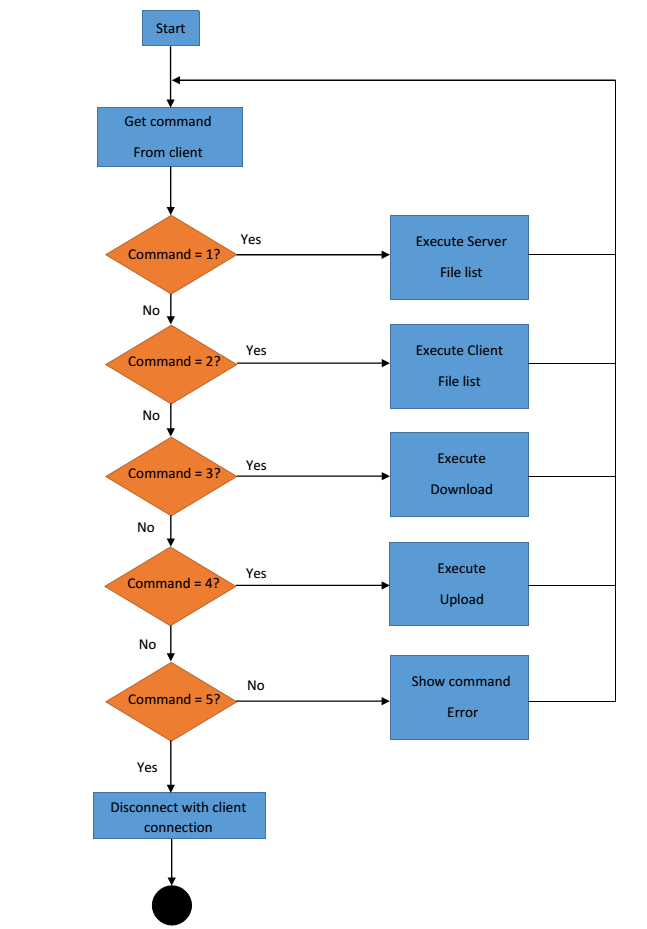 Start
Get command
From client
Command = 1?
Yes
Execute Server
File list
No
Command = 2?
Yes
Execute Client
File list
No
Command = 3?
Yes
Execute
Download
No
Command = 4?
Yes
Execute
Upload
No
Command = 5?
No
Show command
Error
Yes
Disconnect with client
connection